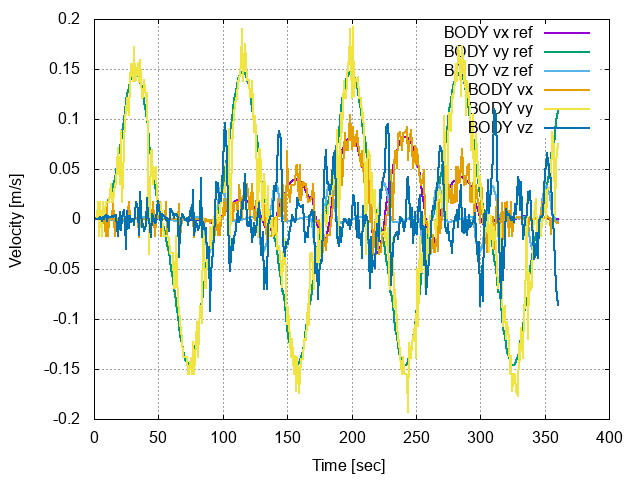 0.2
0.15
0.1
0.05
0
-0.05
-0.1
-0.15
-0.2
0 50 100 150 200 250 300 350 400
Velocity [m/s]
Time [sec]
BODY vx ref
BODY vy ref
BODY vz ref
BODY vx
BODY vy
BODY vz